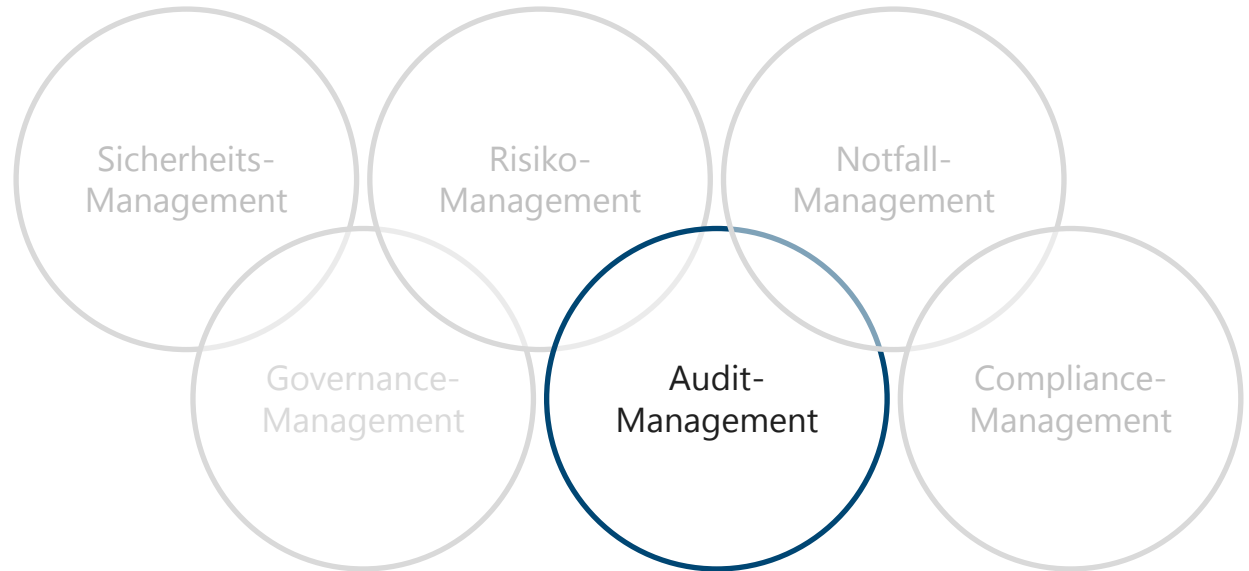 Sicherheits-
Management
Risiko-
Management
Notfall-
Management
Governance-
Management
Audit-
Management
Compliance-
Management